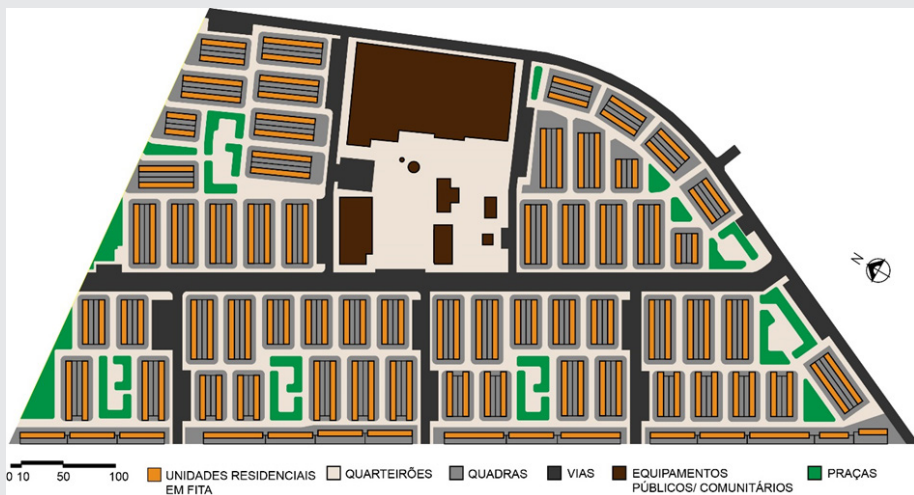 N
0 10 50 100
UNIDADES RESIDENCIAIS
EM FITA
QUARTEIRÕES
QUADRAS
VIAS
EQUIPAMENTOS
PÚBLICOS/ COMUNITÁRIOS
PRAÇAS